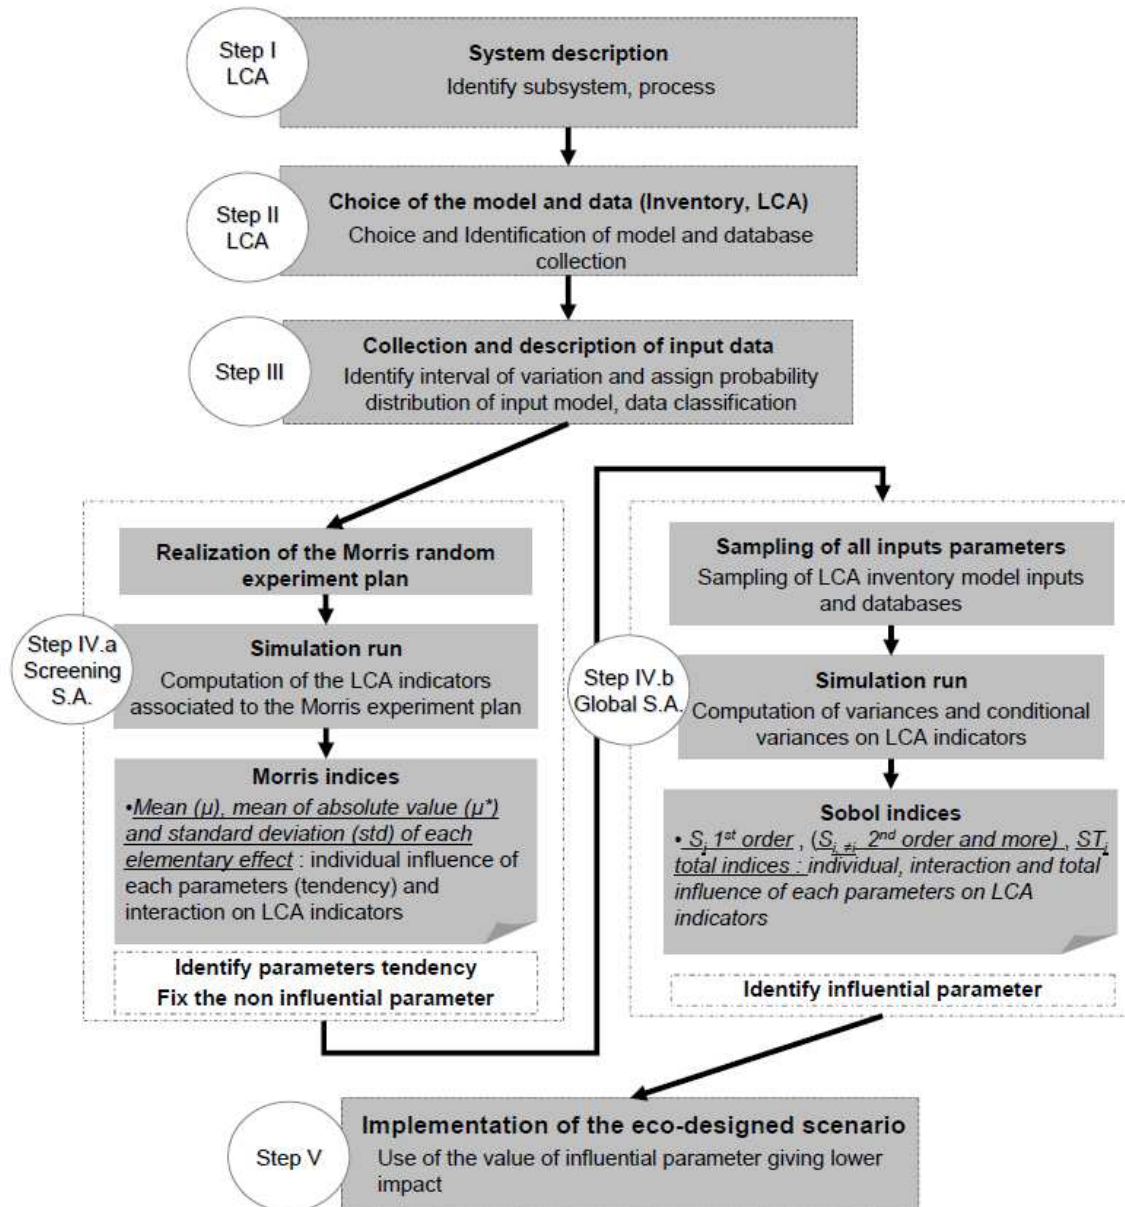 Step I
LCA
System description
Identify subsystem, process
Step II
LCA
Choice of the model and data (Inventory, LCA)
Choice and Identification of model and database
collection
Step III
Collection and description of input data
Identify interval of variation and assign probability
distribution of input model, data classification
Realization of the Morris random
experiment plan
Step IV.a
Screening
S.A.
Simulation run
Computation of the LCA indicators
associated to the Morris experiment plan
Morris indices
•Mean (µ), mean of absolute value (µ*)
and standard deviation (std) of each
elementary effect : individual influence of
each parameters (tendency) and
interaction on LCA indicators
Identify parameters tendency
Fix the non influential parameter
Sampling of all inputs parameters
Sampling of LCA inventory model inputs
and databases
Step IV.b
Global S.A.
Simulation run
Computation of variances and conditional
variances on LCA indicators
Sobol indices
• Si 1st order , (Si, ≠i 2nd order and more) , STi
total indices : individual, interaction and total
influence of each parameters on LCA
indicators
Identify influential parameter
Step V
Implementation of the eco-designed scenario
Use of the value of influential parameter giving lower
impact